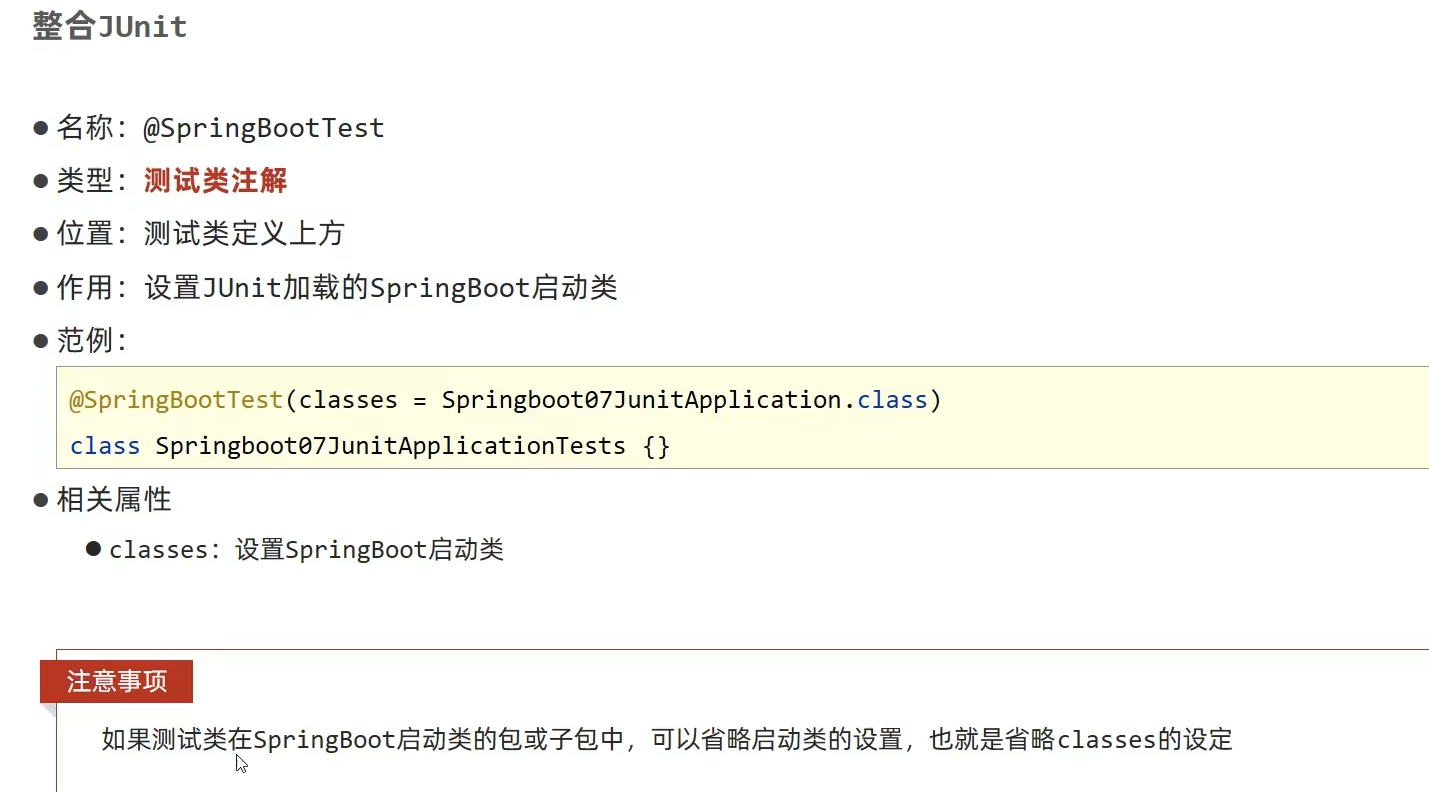 整合JUnit
● 名称：@SpringBootTest
● 类型：测试类注解
● 位置：测试类定义上方
● 作用：设置JUnit加载的SpringBoot启动类
● 范例：
@SpringBootTest(classes = Springboot07JunitApplication.class)
class Springboot07JunitApplicationTests {}
● 相关属性
● classes：设置SpringBoot启动类
注意事项
如果测试类在SpringBoot启动类的包或子包中，可以省略启动类的设置，也就是省略classes的设定